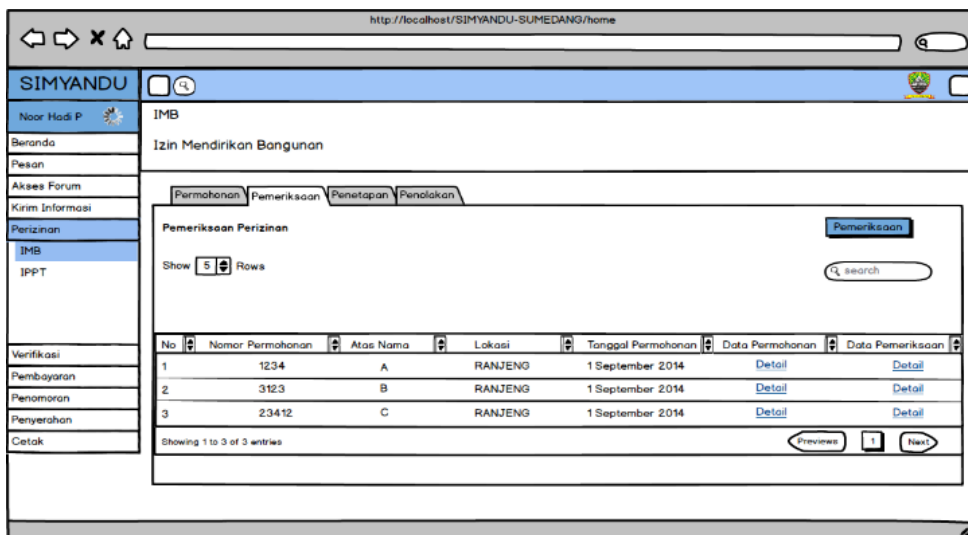 http://localhost/SIMYANDU-SUMEDANG/home
SIMYANDU
Noor Hadi P
Beranda
Pesan
Akses Forum
Kirim Informasi
Perizinan
IMB
IPPT
Verifikasi
Pembayaran
Penomoran
Penyerahan
Cetak
IMB
Izin Mendirikan Bangunan
Permohonan Pemeriksaan Penetapan Penolakan
Pemeriksaan Perizinan Pemeriksaan
Show 5 Rows search
No Nomor Permohonan Atas Nama Lokasi Tanggal Permohonan Data Permohonan Data Pemeriksaan
1 1234 A RANJENG 1 September 2014 Detail Detail
2 3123 B RANJENG 1 September 2014 Detail Detail
3 23412 C RANJENG 1 September 2014 Detail Detail
Showing 1 to 3 of 3 entries Previews 1 Next